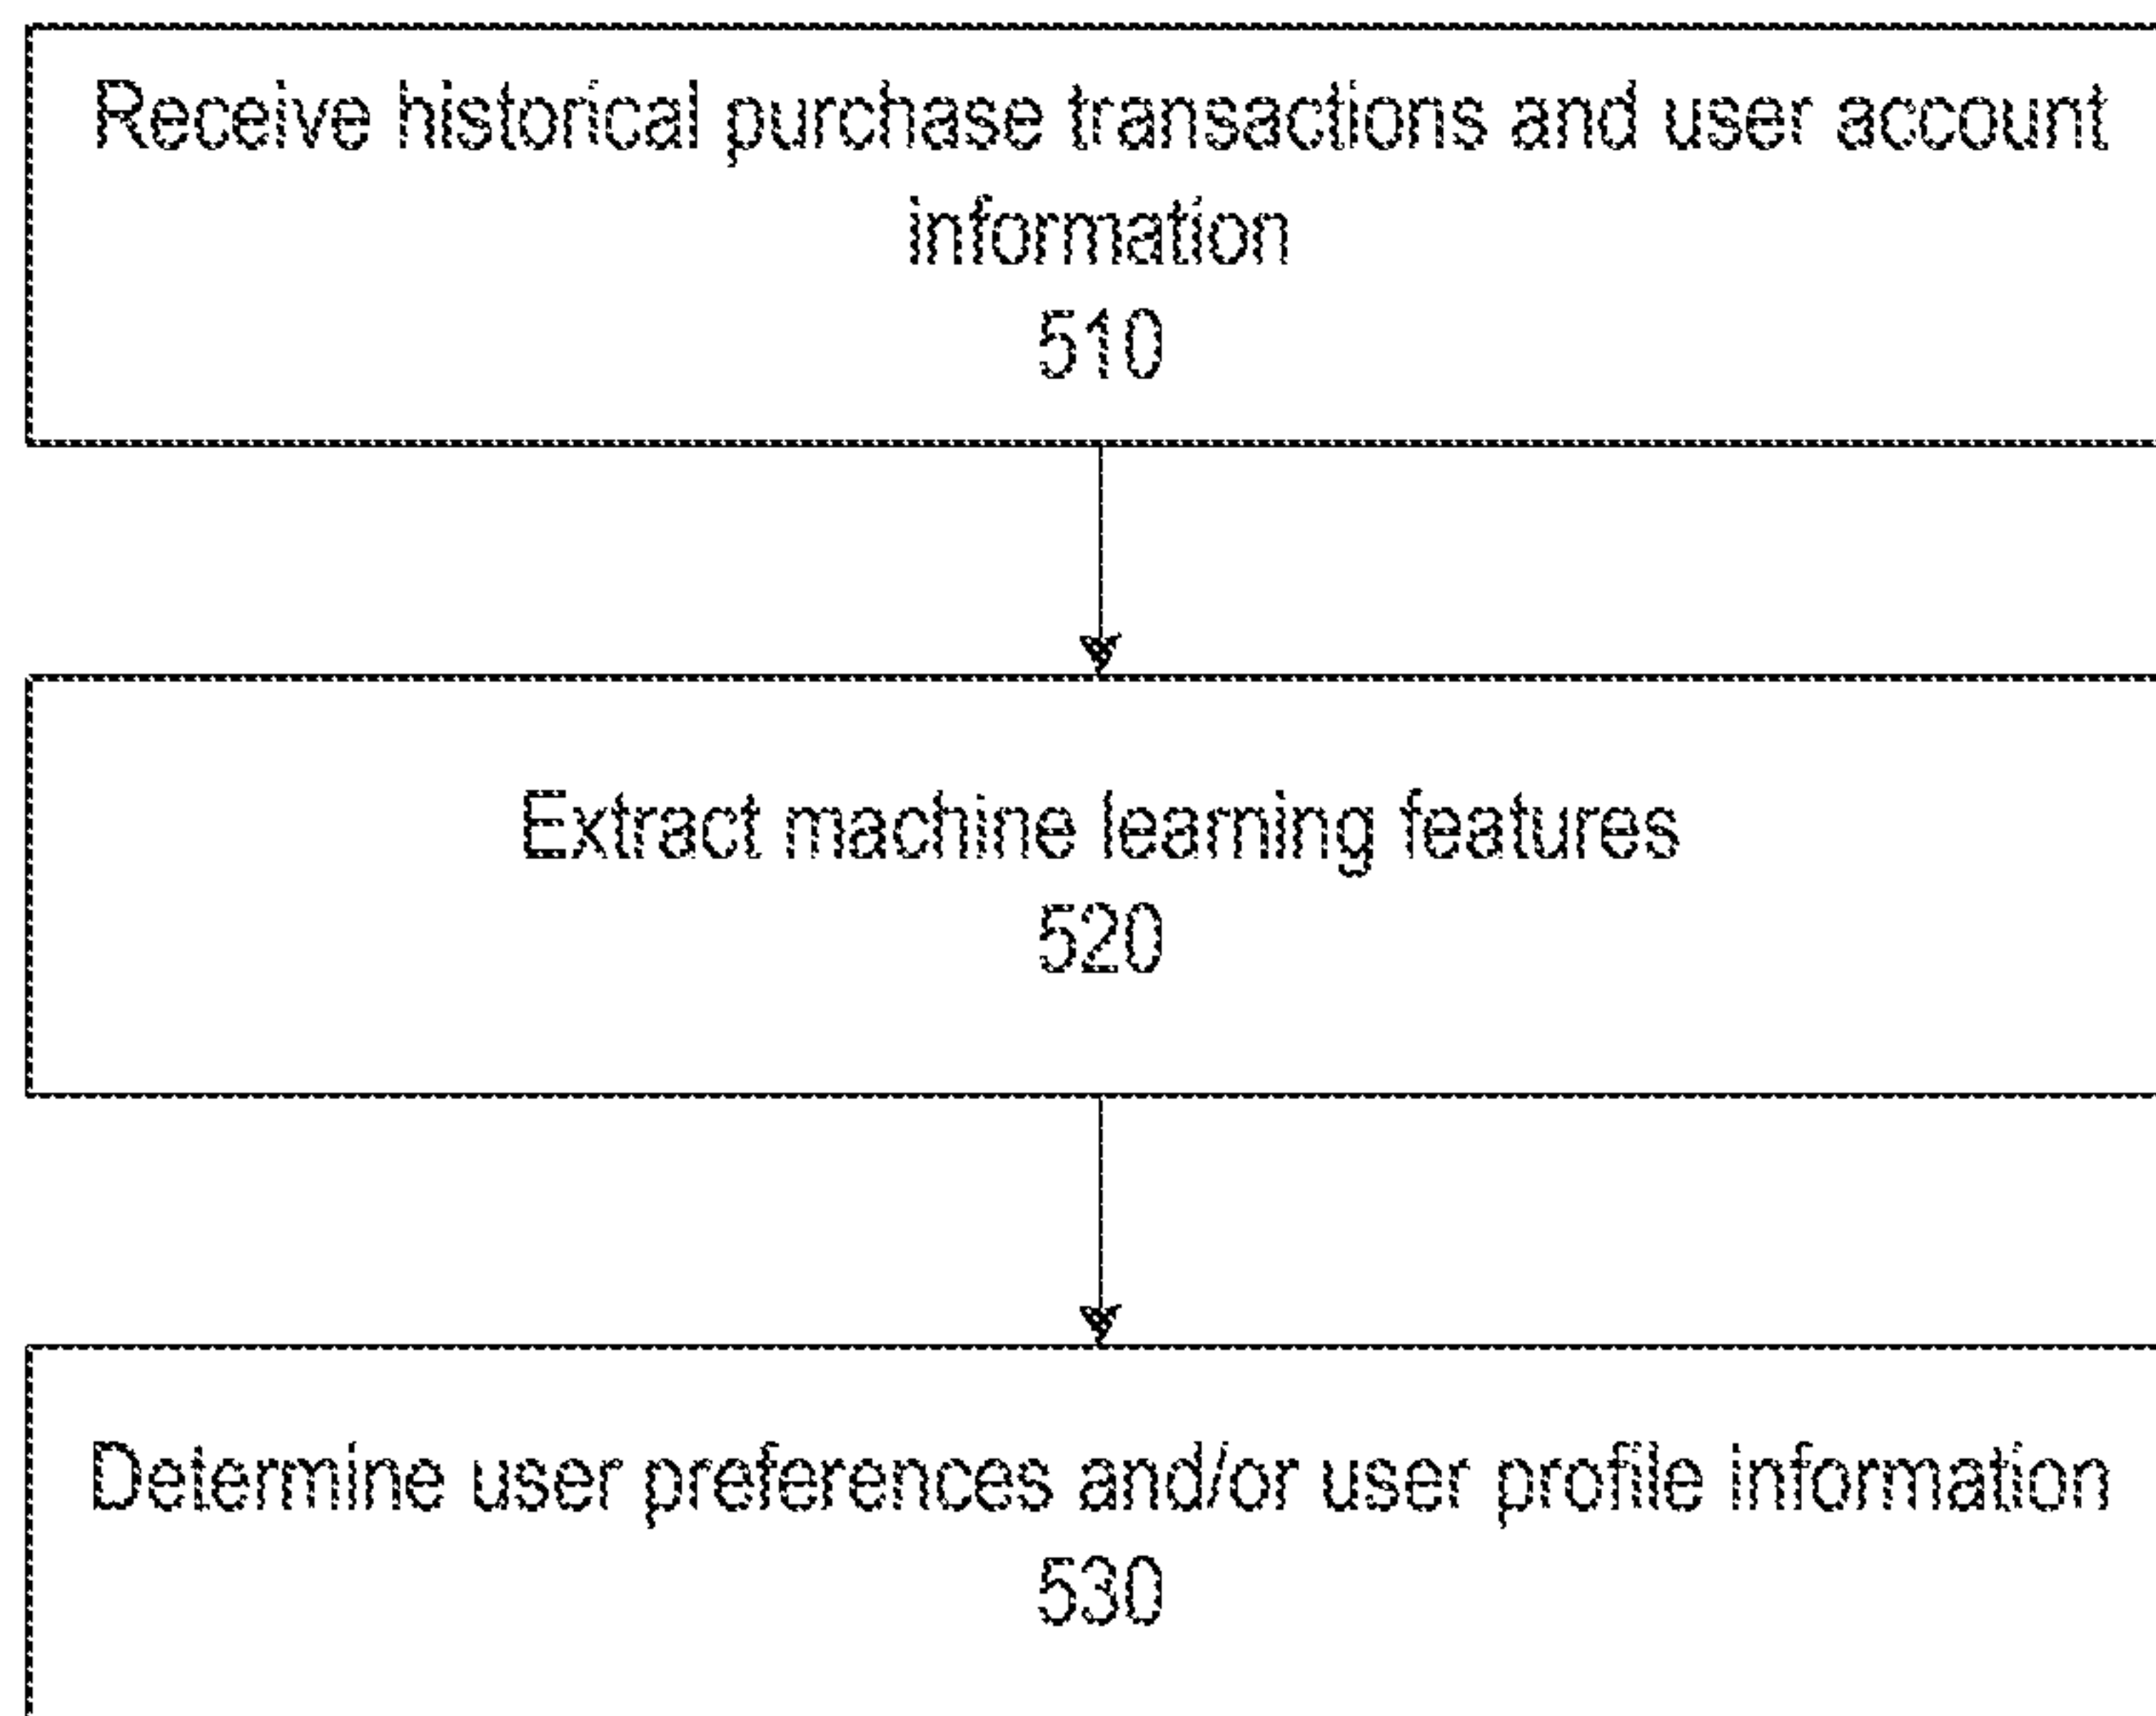 Receive historical purchase transactions and user account
information
510
Extract machine learning features
520
Determine user preferences and/or user profile information
530